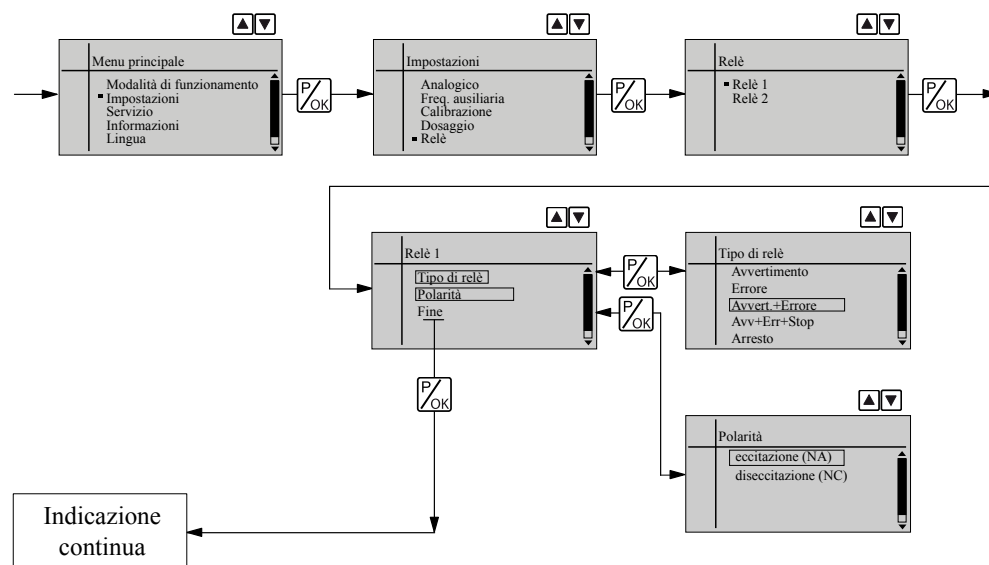 Menu principale
Modalità di funzionamento
Impostazioni
Servizio
Informazioni
Lingua
P/OK
Impostazioni
Analogico
Freq. ausiliaria
Calibrazione
Dosaggio
Relè
P/OK
Relè
Relè 1
Relè 2
P/OK
Relè 1
Tipo di relè
Polarità
Fine
P/OK
P/OK
Tipo di relè
Avvertimento
Errore
Avvert.+Errore
Avv+Err+Stop
Arresto
P/OK
Polarità
eccitazione (NA)
diseccitazione (NC)
Indicazione
continua